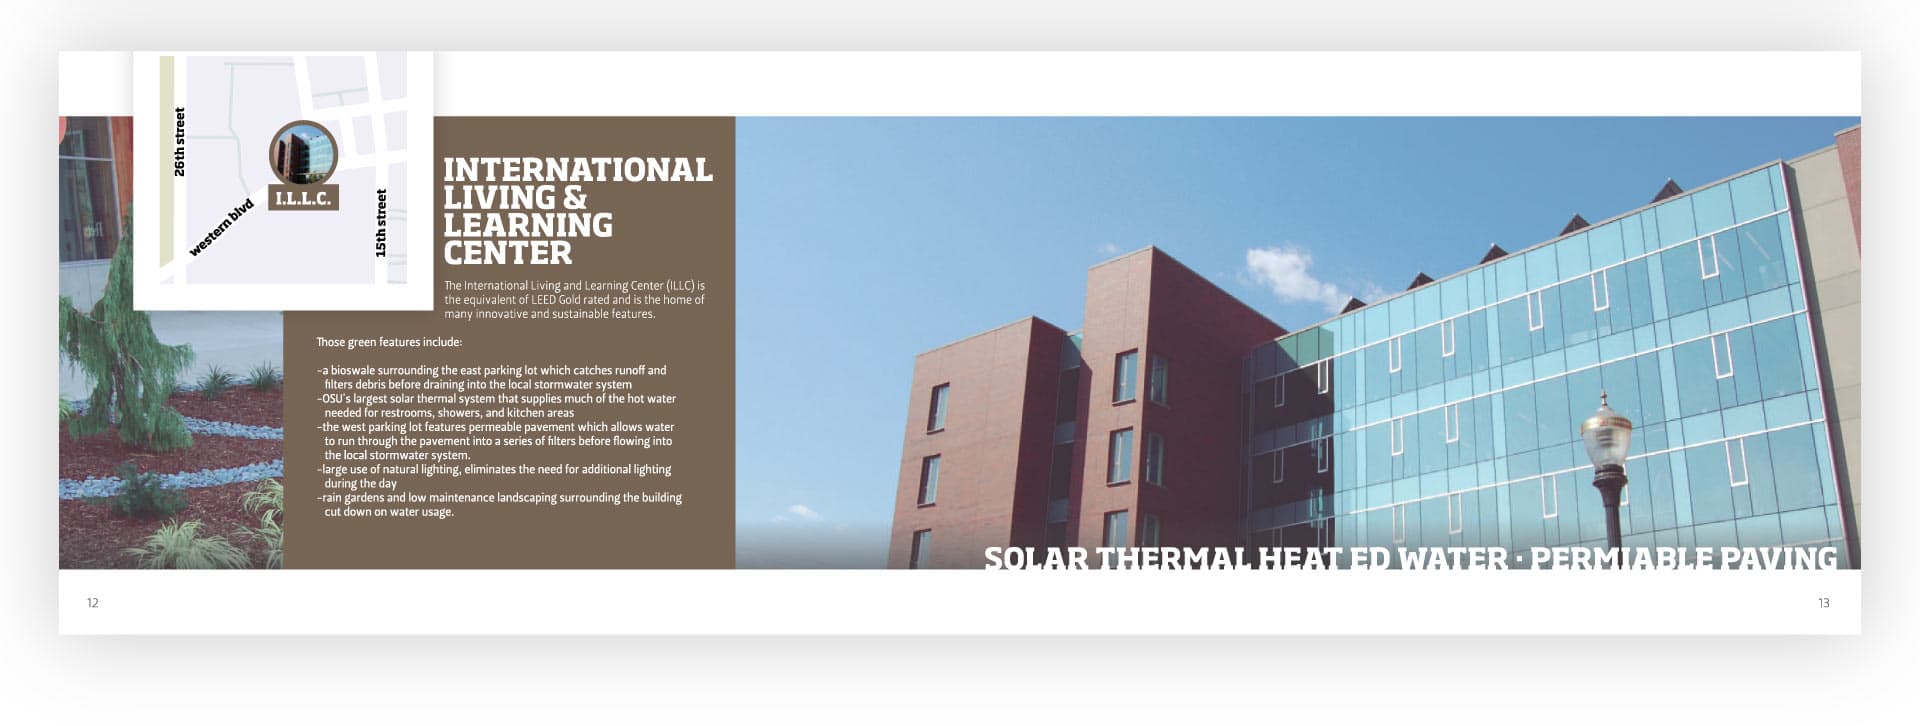 26th street
western blvd
I.L.L.C.
15th street
INTERNATIONAL
LIVING &
LEARNING
CENTER
The International Living and Learning Center (ILLC) is
the equivalent of LEED Gold rated and is the home of
many innovative and sustainable features.
Those green features include:
-a bioswale surrounding the east parking lot which catches runoff and
filters debris before draining into the local stormwater system
-OSU's largest solar thermal system that supplies much of the hot water
needed for restrooms, showers, and kitchen areas
-the west parking lot features permeable pavement which allows water
to run through the pavement into a series of filters before flowing into
the local stormwater system.
-large use of natural lighting, eliminates the need for additional lighting
during the day
-rain gardens and low maintenance landscaping surrounding the building
cut down on water usage.
SOLAR THERMAL HEAT ED WATER · PERMIABLE PAVING
12
13